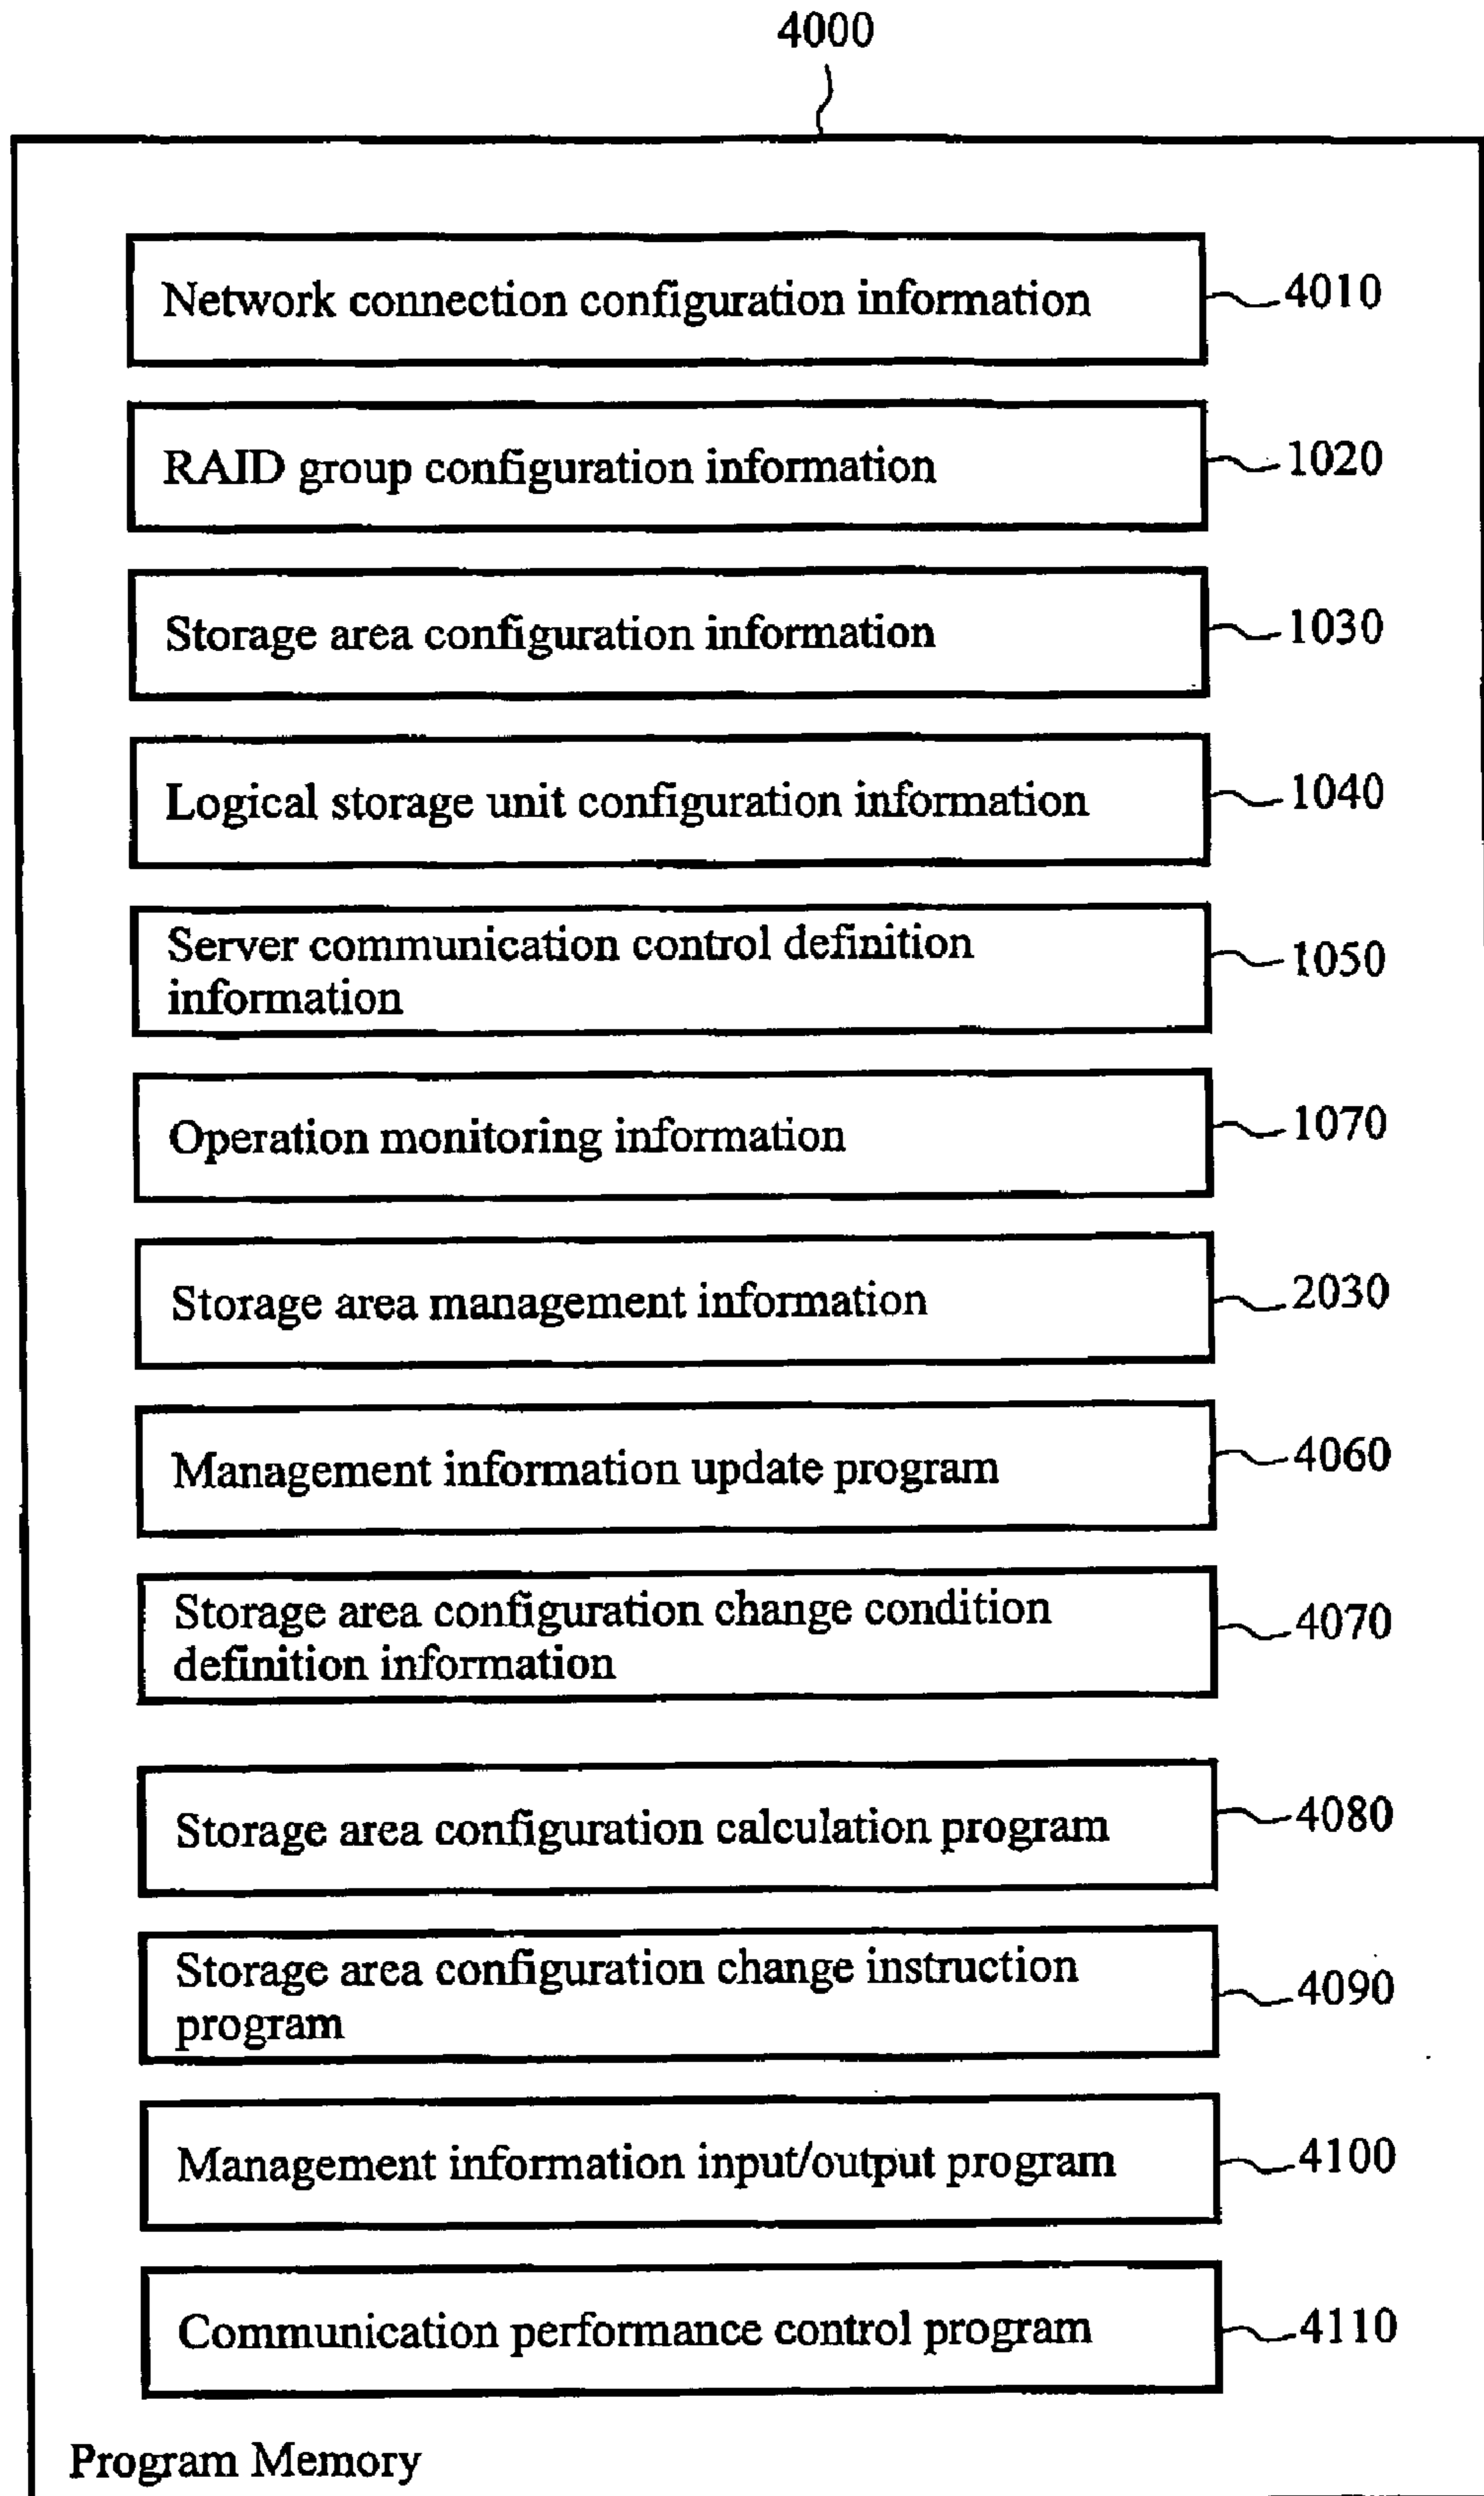 4000
Network connection configuration information
4010
RAID group configuration information
1020
Storage area configuration information
1030
Logical storage unit configuration information
1040
Server communication control definition
information
1050
Operation monitoring information
1070
Storage area management information
2030
Management information update program
4060
Storage area configuration change condition
definition information
4070
Storage area configuration calculation program
4080
Storage area configuration change instruction
program
4090
Management information input/output program
4100
Communication performance control program
4110
Program Memory